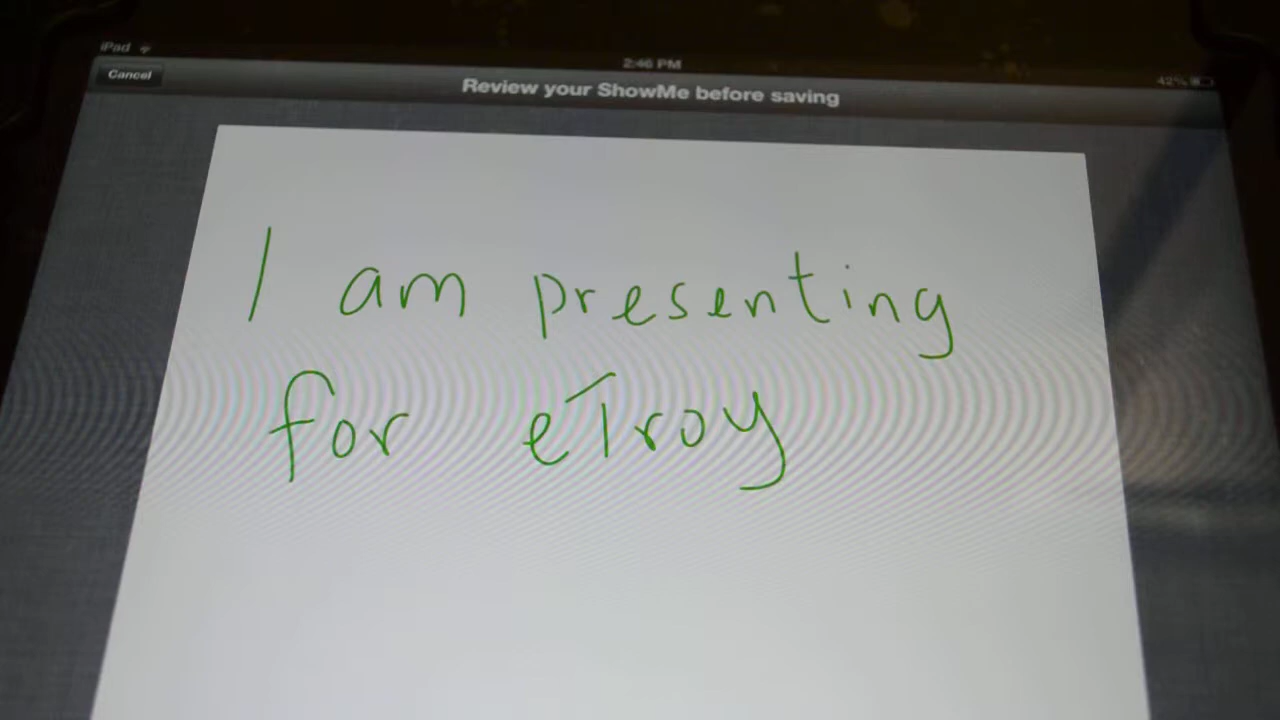 iPad
2:46 PM
42%
Cancel
Review your ShowMe before saving
I am presenting
for eTroy